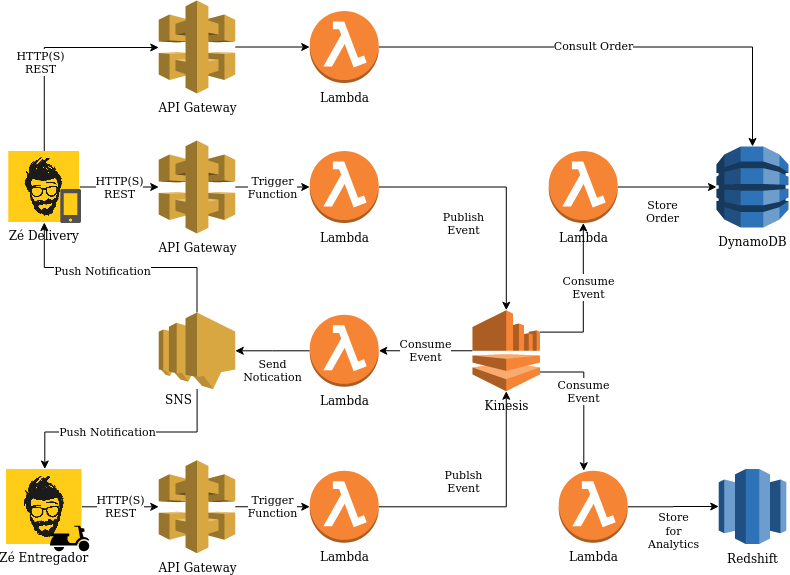 HTTP(S)
REST
API Gateway
Lambda
Consult Order
Zé Delivery
HTTP(S)
REST
API Gateway
Trigger
Function
Lambda
Publish
Event
Lambda
Store
Order
DynamoDB
Push Notification
Consume
Event
SNS
Send
Notication
Lambda
Consume
Event
Kinesis
Consume
Event
Push Notification
Zé Entregador
HTTP(S)
REST
API Gateway
Trigger
Function
Lambda
Publsh
Event
Lambda
Store
for
Analytics
Redshift